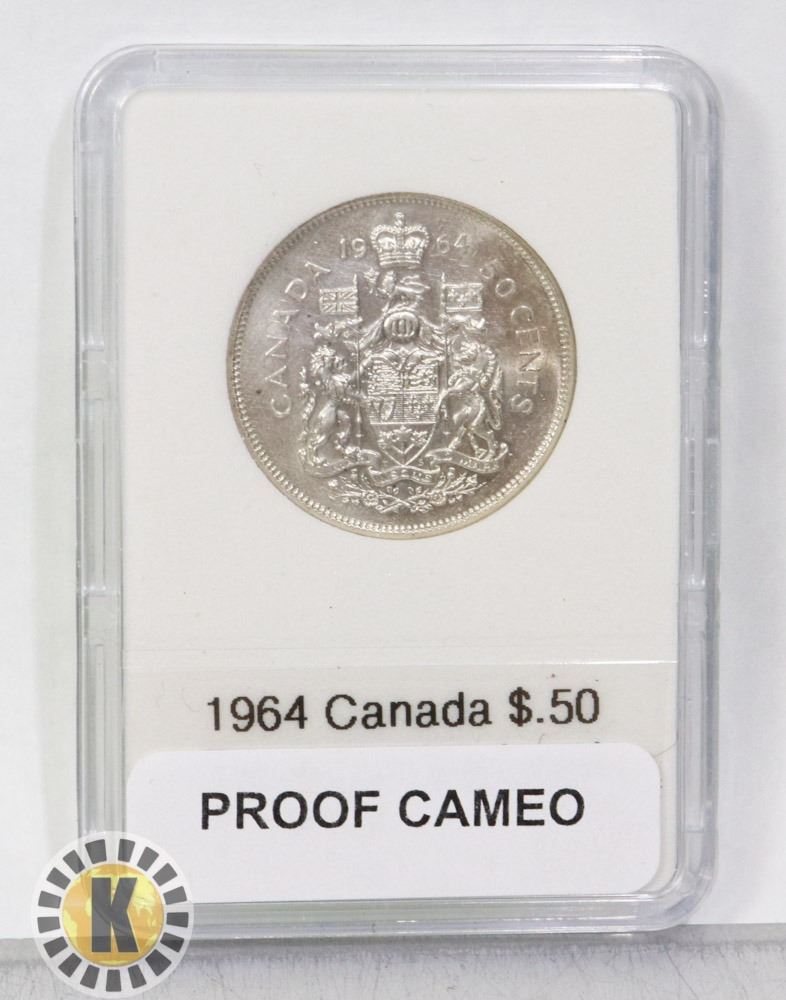 1964
CANADA
50 CENTS
1964 Canada $.50
PROOF CAMEO
K